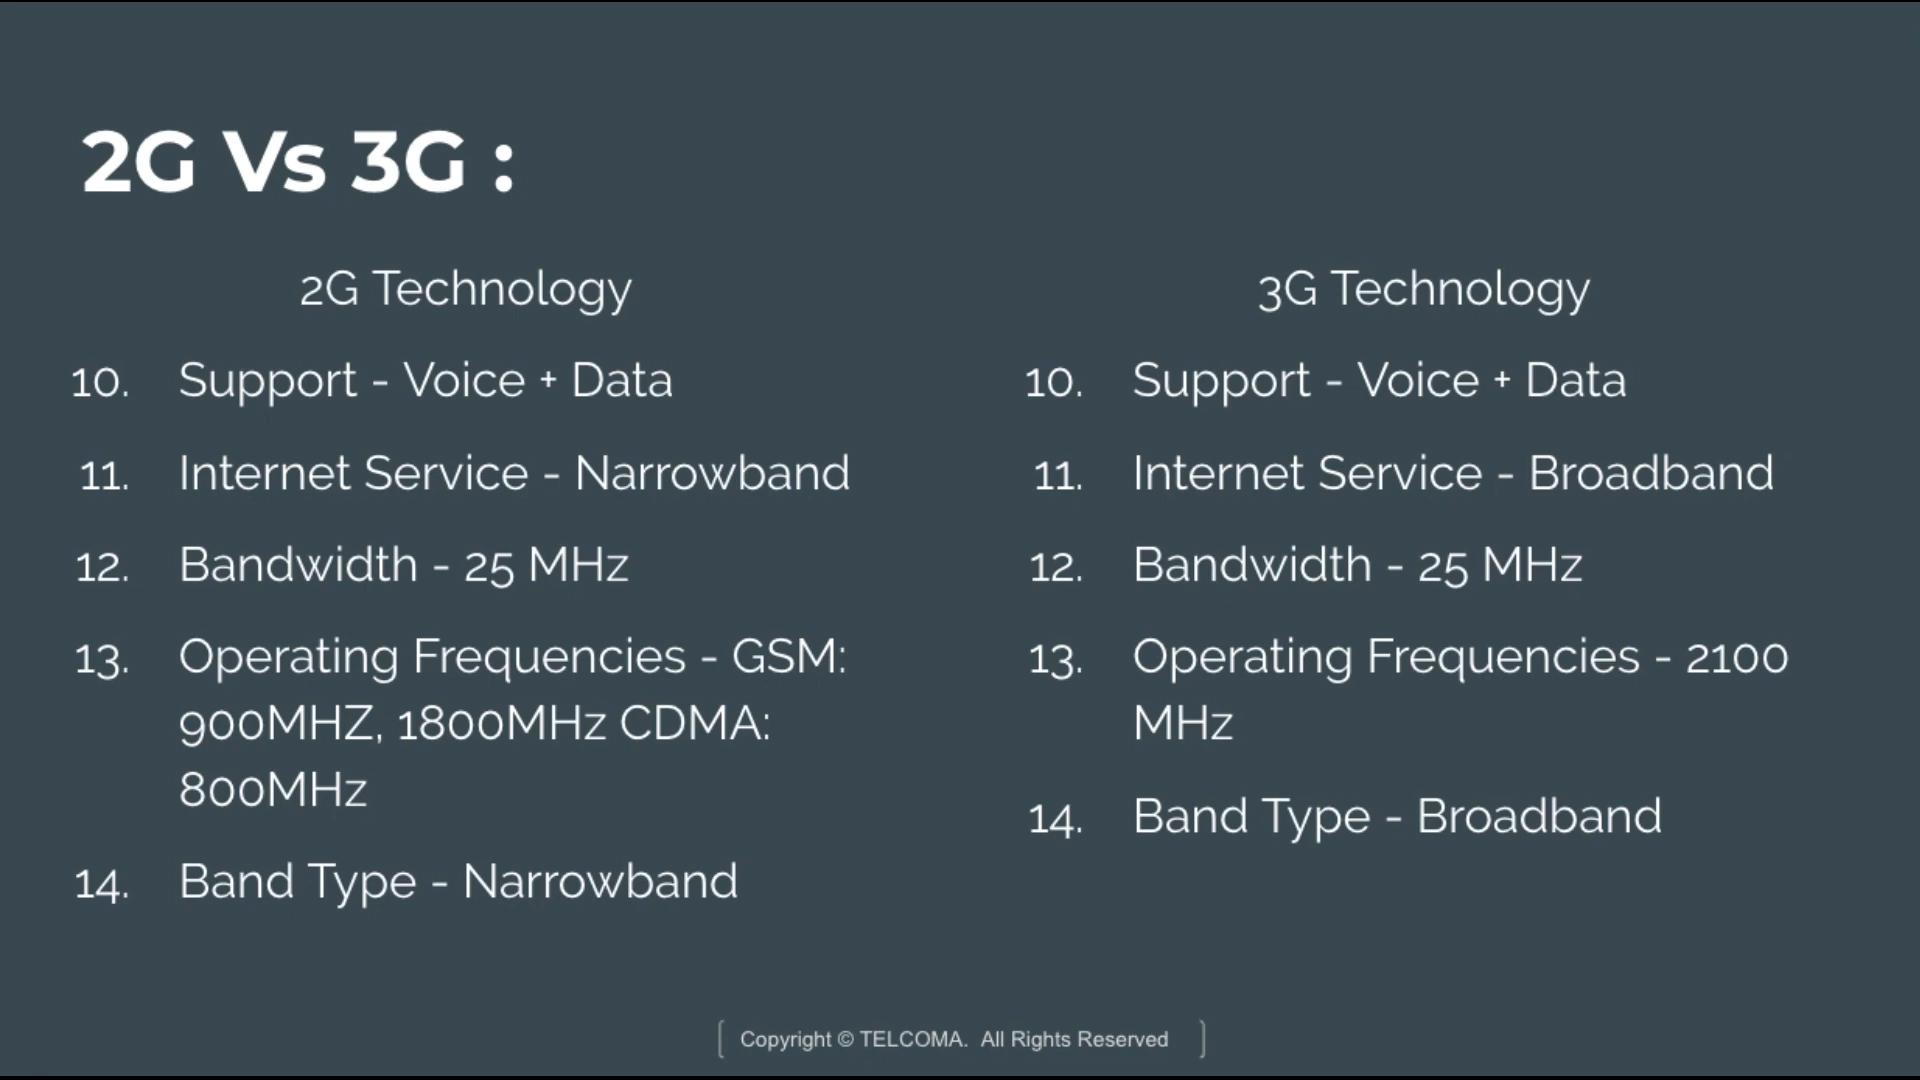 2G Vs 3G :
2G Technology
10. Support - Voice + Data
11. Internet Service - Narrowband
12. Bandwidth - 25 MHz
13. Operating Frequencies - GSM:
900MHZ, 1800MHz CDMA:
800MHz
14. Band Type - Narrowband
3G Technology
10. Support - Voice + Data
11. Internet Service - Broadband
12. Bandwidth - 25 MHz
13. Operating Frequencies - 2100
MHz
14. Band Type - Broadband
[ Copyright © TELCOMA. All Rights Reserved ]